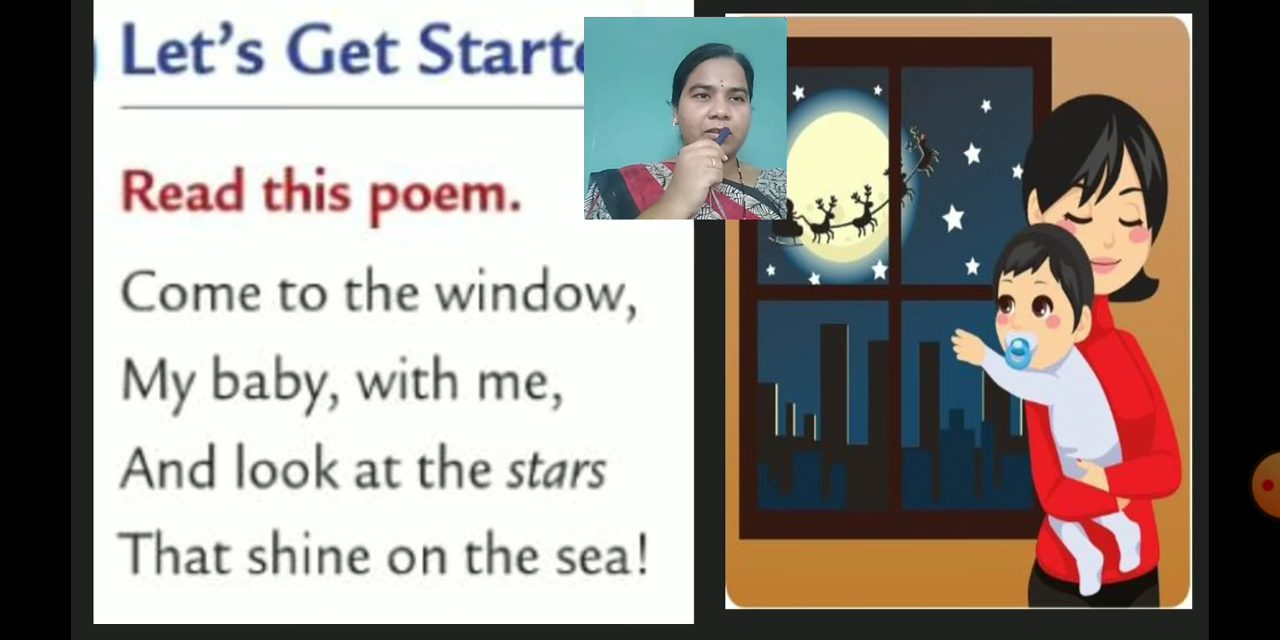 Let's Get Starte
Read this poem.
Come to the window,
My baby, with me,
And look at the stars
That shine on the sea!